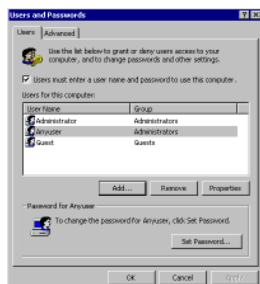 Users and Passwords
Users Advanced
Use the list below to grant or deny users access to your
computer, and to change passwords and other settings.
Users must enter a user name and password to use this computer.
Users for this computer:
User Name Group
Administrator Administrators
Anyuser Administrators
Guest Guests
Add... Remove Properties
Password for Anyuser
To change the password for Anyuser, click Set Password.
Set Password...
OK Cancel Apply